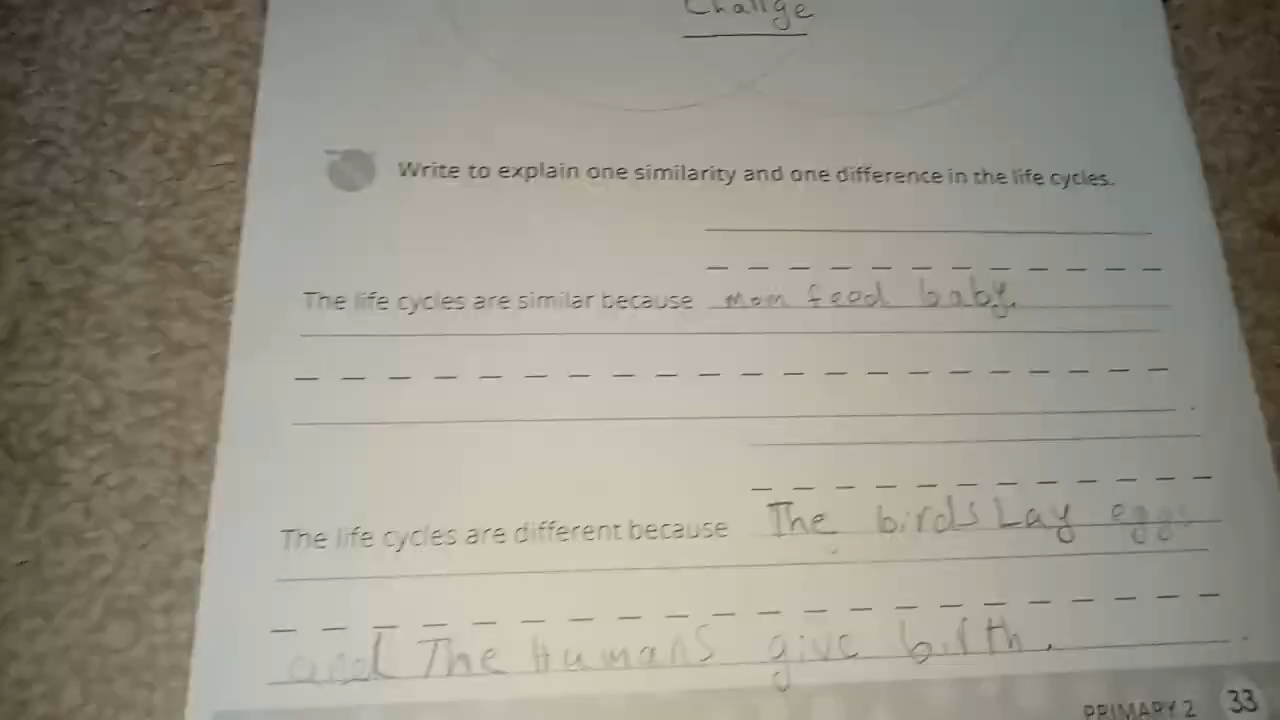 Change
Write to explain one similarity and one difference in the life cycles.
The life cycles are similar because mom feod baby.
The life cycles are different because The birds Lay eggs
and The Humans give birth.
PRIMARY 2 33